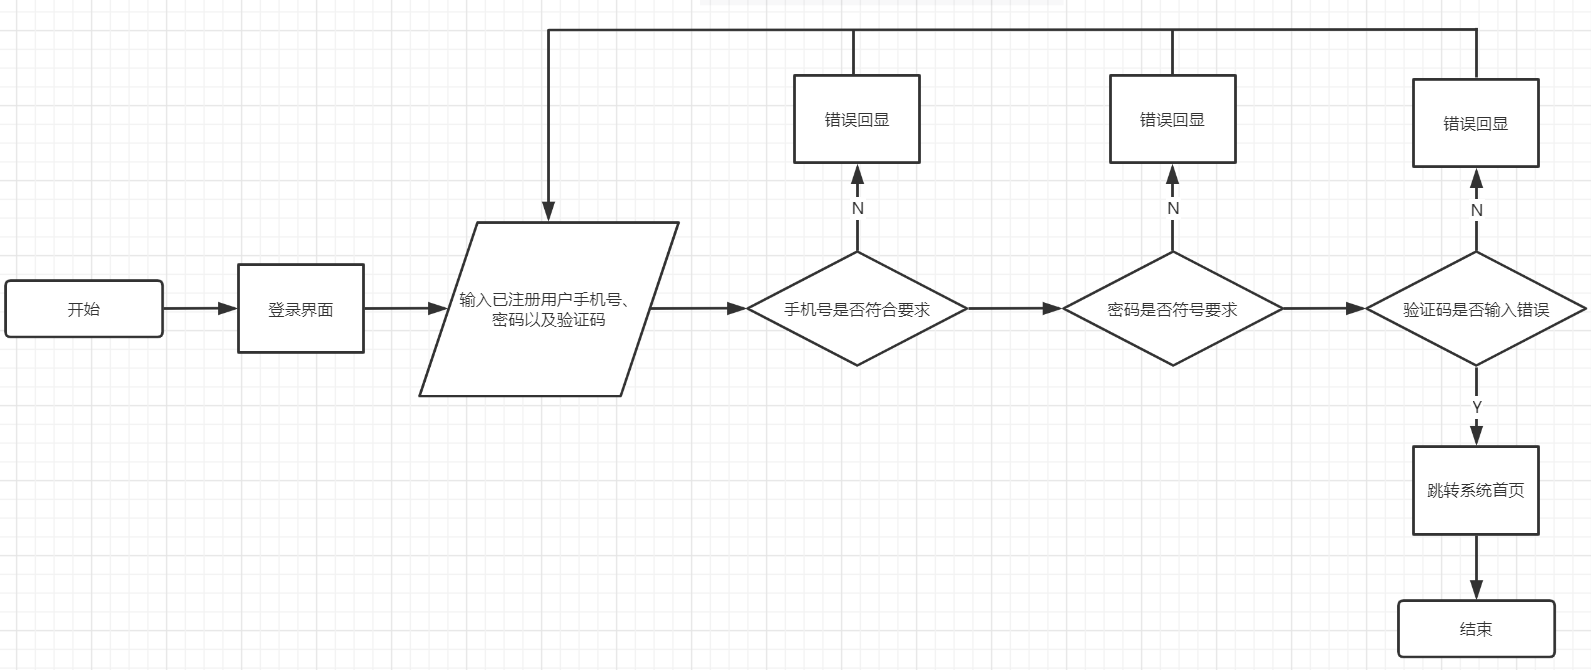 开始
登录界面
输入已注册用户手机号、
密码以及验证码
手机号是否符合要求
N
错误回显
密码是否符号要求
N
错误回显
验证码是否输入错误
N
错误回显
Y
跳转系统首页
结束